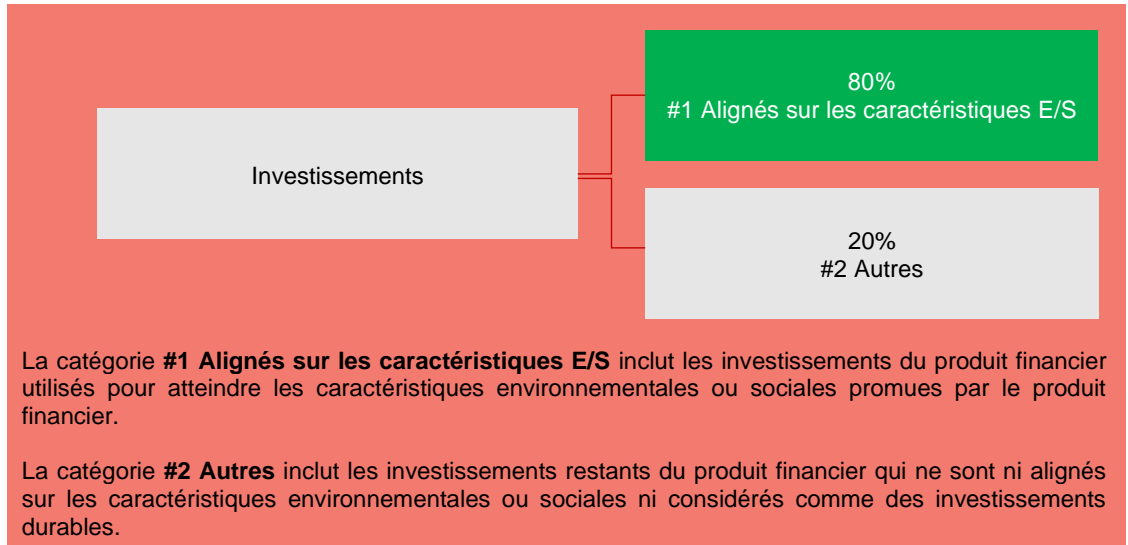 80%
#1 Alignés sur les caractéristiques E/S
Investissements
20%
#2 Autres
La catégorie #1 Alignés sur les caractéristiques E/S inclut les investissements du produit financier
utilisés pour atteindre les caractéristiques environnementales ou sociales promues par le produit
financier.
La catégorie #2 Autres inclut les investissements restants du produit financier qui ne sont ni alignés
sur les caractéristiques environnementales ou sociales ni considérés comme des investissements
durables.